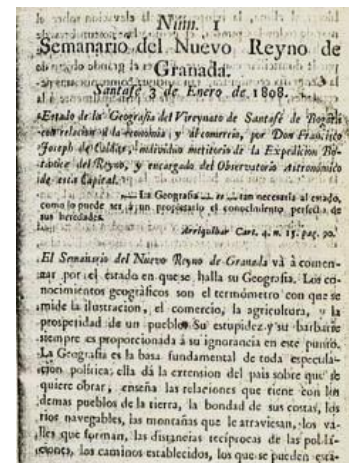 Núm. 1
Semanario del Nuevo Reyno de
Granada.
Santafé 3 de Enero de 1808.
Estado de la Geografía del Vireynato de Santafé de Bogotá
con relacion á la economía, y al comercio, por Don Francisco
Joseph de Caldas, individuo meritorio de la Expedicion Bo-
tánica del Reyno, y encargado del Observatorio Astronómico
de esta Capital.
La Geografía es tan necesaria al estado,
como lo puede ser á un propietario el conocimiento perfecto de
sus heredades.
Cart. 4. n. 15. pag. 90.
El Semanario del Nuevo Reyno de Granada vá à comen-
zar por el estado en que se halla su Geografía. Los co-
nocimientos geográficos son el termómetro con que se
mide la ilustracion, el comercio, la agricultura, y la
prosperidad de un pueblo. Su estupidez y su barbarie
siempre es proporcionada à su ignorancia en este punto.
La Geografia es la basa fundamental de toda especula-
cion política; ella dá la extension del pais sobre que se
quiere obrar, enseña las relaciones que tiene con los
demas pueblos de la tierra, la bondad de sus costas, los
rios navegables, las montañas que le atraviesan, los va-
lles que forman, las distancias recíprocas de las pobla-
ciones, los caminos establecidos, los que se pueden esta-